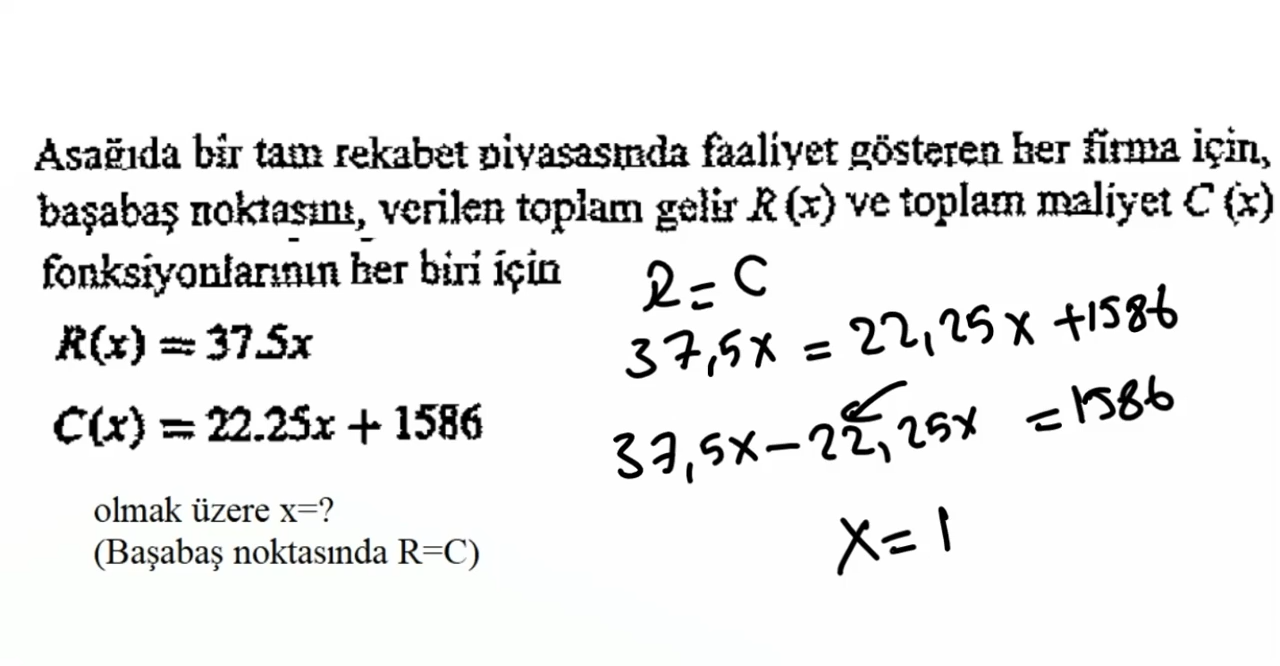 Aşağıda bir tam rekabet piyasasında faaliyet gösteren her firma için,
başabaş noktasını, verilen toplam gelir R (x) ve toplam maliyet C (x)
fonksiyonlarının her biri için
R(x) = 37.5x
C(x) = 22.25x + 1586
olmak üzere x=?
(Başabaş noktasında R=C)
R = C
37,5x = 22,25x +1586
37,5x - 22,25x = 1586
x = 1